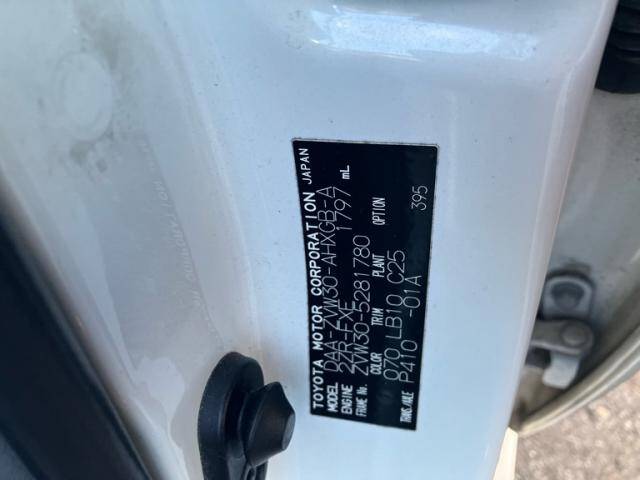 TOYOTA MOTOR CORPORATION JAPAN
MODEL DAA-ZVW30-AHXGB-A
ENGINE 2ZR-FXE 1797 mL
FRAME No. ZVW30-5281780
COLOR TRIM PLANT OPTION
070 LB10 C25
TRANS/AXLE P410 -01A 395